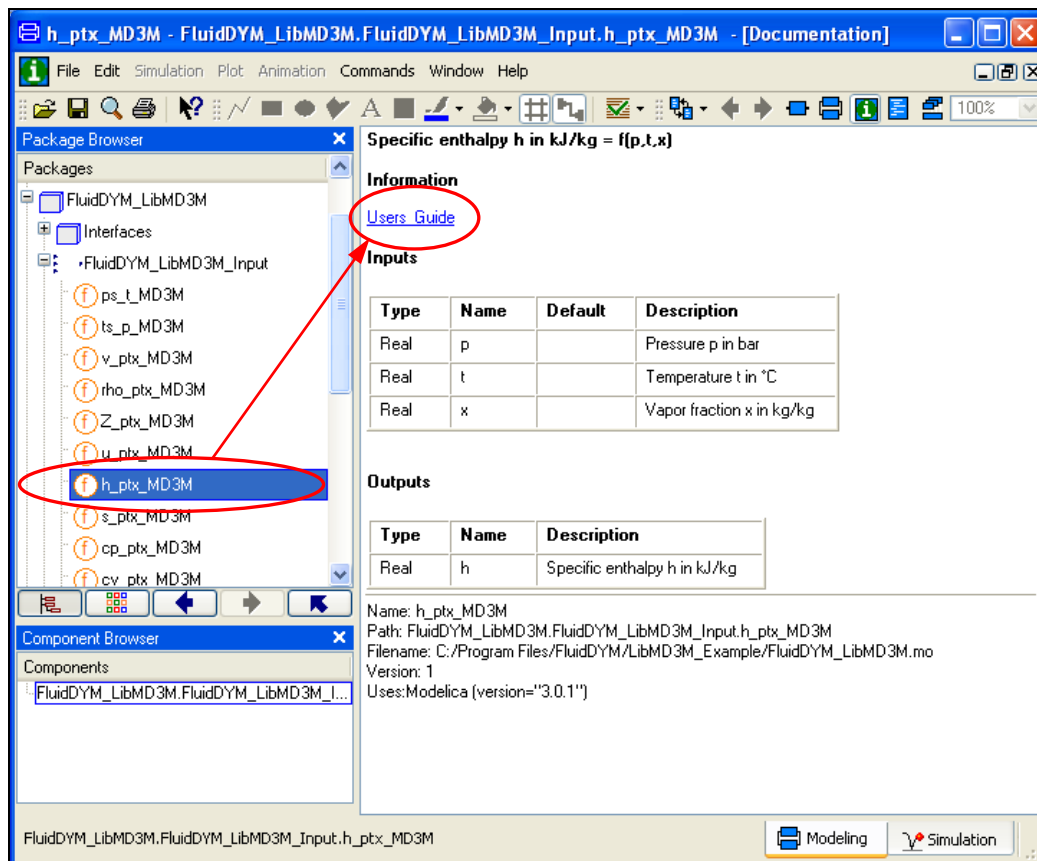 h_ptx_MD3M - FluidDYM_LibMD3M.FluidDYM_LibMD3M_Input.h_ptx_MD3M - [Documentation]
File Edit Simulation Plot Animation Commands Window Help
100%
Package Browser
Packages
FluidDYM_LibMD3M
Interfaces
FluidDYM_LibMD3M_Input
ps_t_MD3M
ts_p_MD3M
v_ptx_MD3M
rho_ptx_MD3M
Z_ptx_MD3M
u_ptx_MD3M
h_ptx_MD3M
s_ptx_MD3M
cp_ptx_MD3M
cv_ptx_MD3M
Component Browser
Components
FluidDYM_LibMD3M.FluidDYM_LibMD3M_I...
Specific enthalpy h in kJ/kg = f(p,t,x)
Information
Users Guide
Inputs
Type Name Default Description
Real p Pressure p in bar
Real t Temperature t in °C
Real x Vapor fraction x in kg/kg
Outputs
Type Name Description
Real h Specific enthalpy h in kJ/kg
Name: h_ptx_MD3M
Path: FluidDYM_LibMD3M.FluidDYM_LibMD3M_Input.h_ptx_MD3M
Filename: C:/Program Files/FluidDYM/LibMD3M_Example/FluidDYM_LibMD3M.mo
Version: 1
Uses:Modelica (version="3.0.1")
FluidDYM_LibMD3M.FluidDYM_LibMD3M_Input.h_ptx_MD3M
Modeling Simulation